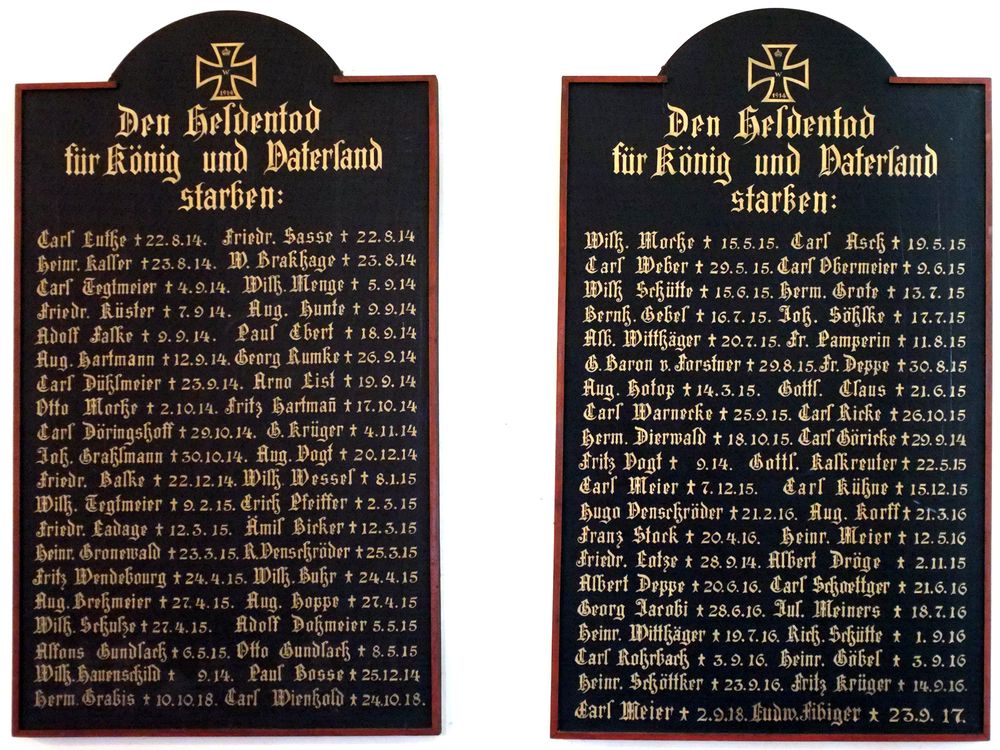 W
1914
Den Heldentod
für König und Vaterland
starben:
Carl Luthe † 22.8.14. Friedr. Sasse † 22.8.14
Heinr. Kaller † 23.8.14. W. Brakhage † 23.8.14
Carl Tegtmeier † 4.9.14. Wilh. Menge † 5.9.14
Friedr. Küster † 7.9.14 Aug. Hunte † 9.9.14
Adolf Falke † 9.9.14. Paul Ebert † 18.9.14
Aug. Hartmann † 12.9.14. Georg Rumke † 26.9.14
Carl Dühlmeier † 23.9.14. Arno List † 19.9.14
Otto Morhe † 2.10.14. Fritz Hartmañ † 17.10.14
Carl Döringshoff † 29.10.14. G. Krüger † 4.11.14
Joh. Grahlmann † 30.10.14. Aug. Vogt † 20.12.14
Friedr. Balke † 22.12.14. Wilh. Wessel † 8.1.15
Wilh. Tegtmeier † 9.2.15. Erich Pfeiffer † 2.3.15
Friedr. Ladage † 12.3.15. Ämil Birker † 12.3.15
Heinr. Gronewald † 23.3.15. R. Venschröder † 25.3.15
Fritz Wendebourg † 24.4.15. Wilh. Buhr † 24.4.15
Aug. Brehmeier † 27.4.15. Aug. Hoppe † 27.4.15
Wilh. Schulze † 27.4.15. Adolf Dohmeier 5.5.15
Alfons Gundlach † 6.5.15. Otto Gundlach † 8.5.15
Wilh. Hauenschild † 9.14. Paul Bosse † 25.12.14
Herm. Grabis † 10.10.18. Carl Wienhold † 24.10.18.
W
1914
Den Heldentod
für König und Vaterland
starben:
Wilh. Morhe † 15.5.15. Carl Asch † 19.5.15
Carl Weber † 29.5.15. Carl Obermeier † 9.6.15
Wilh Schütte † 15.6.15. Herm. Grote † 13.7.15
Bernh. Gebel † 16.7.15. Joh. Söhlke † 17.7.15
Alb. Witthäger † 20.7.15. Fr. Pamperin † 11.8.15
G. Baron v. Forstner † 29.8.15. Fr. Deppe † 30.8.15
Aug. Hotop † 14.3.15. Gottl. Claus † 21.6.15
Carl Warnecke † 25.9.15. Carl Ricke † 26.10.15
Herm. Dierwald † 18.10.15. Carl Göricke † 29.9.14
Fritz Vogt † 9.14. Gottl. Kalkreuter † 22.5.15
Carl Meier † 7.12.15. Carl Kühne † 15.12.15
Hugo Venschröder † 21.2.16. Aug. Korff † 21.3.16
Franz Stock † 20.4.16. Heinr. Meier † 12.5.16
Friedr. Lotze † 28.9.14. Albert Dröge † 2.11.15
Albert Deppe † 20.6.16. Carl Schoettger † 21.6.16
Georg Jacobi † 28.6.16. Jul. Meiners † 18.7.16
Heinr. Witthäger † 19.7.16. Rich. Schütte † 1.9.16
Carl Rohrbach † 3.9.16. Heinr. Göbel † 3.9.16
Heinr. Schöttker † 23.9.16. Fritz Krüger † 14.9.16.
Carl Meier † 2.9.18. Ludw. Fibiger † 23.9.17.